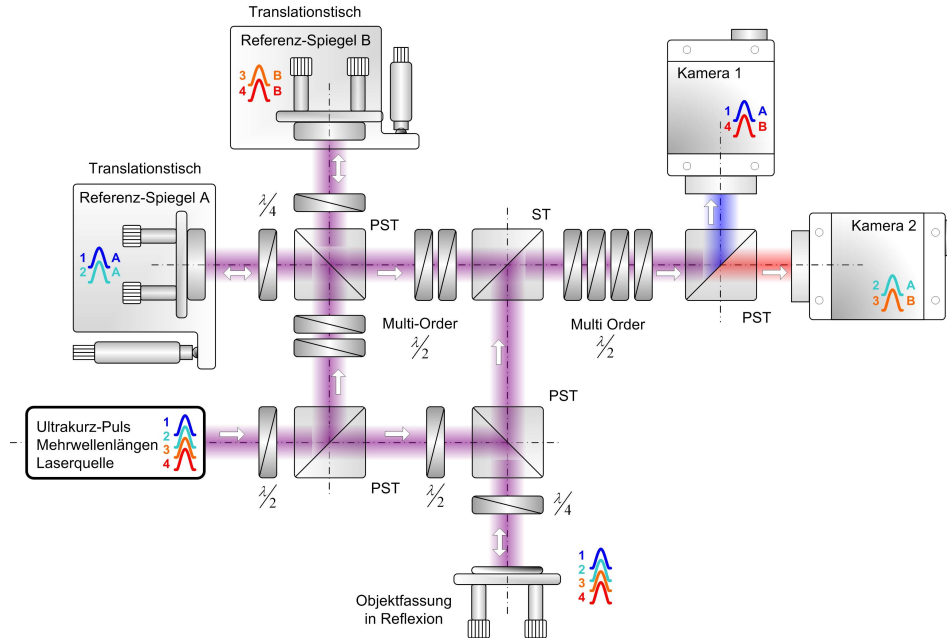 Translationstisch
Referenz-Spiegel B
3 B
4 B
Kamera 1
1 A
4 B
Translationstisch
Referenz-Spiegel A
1 A
2 A
λ/4
PST
ST
Kamera 2
2 A
3 B
Multi-Order
λ/2
Multi Order
λ/2
PST
PST
Ultrakurz-Puls
Mehrwellenlängen
Laserquelle
1
2
3
4
λ/2
PST
λ/2
λ/4
1
2
3
4
Objektfassung
in Reflexion